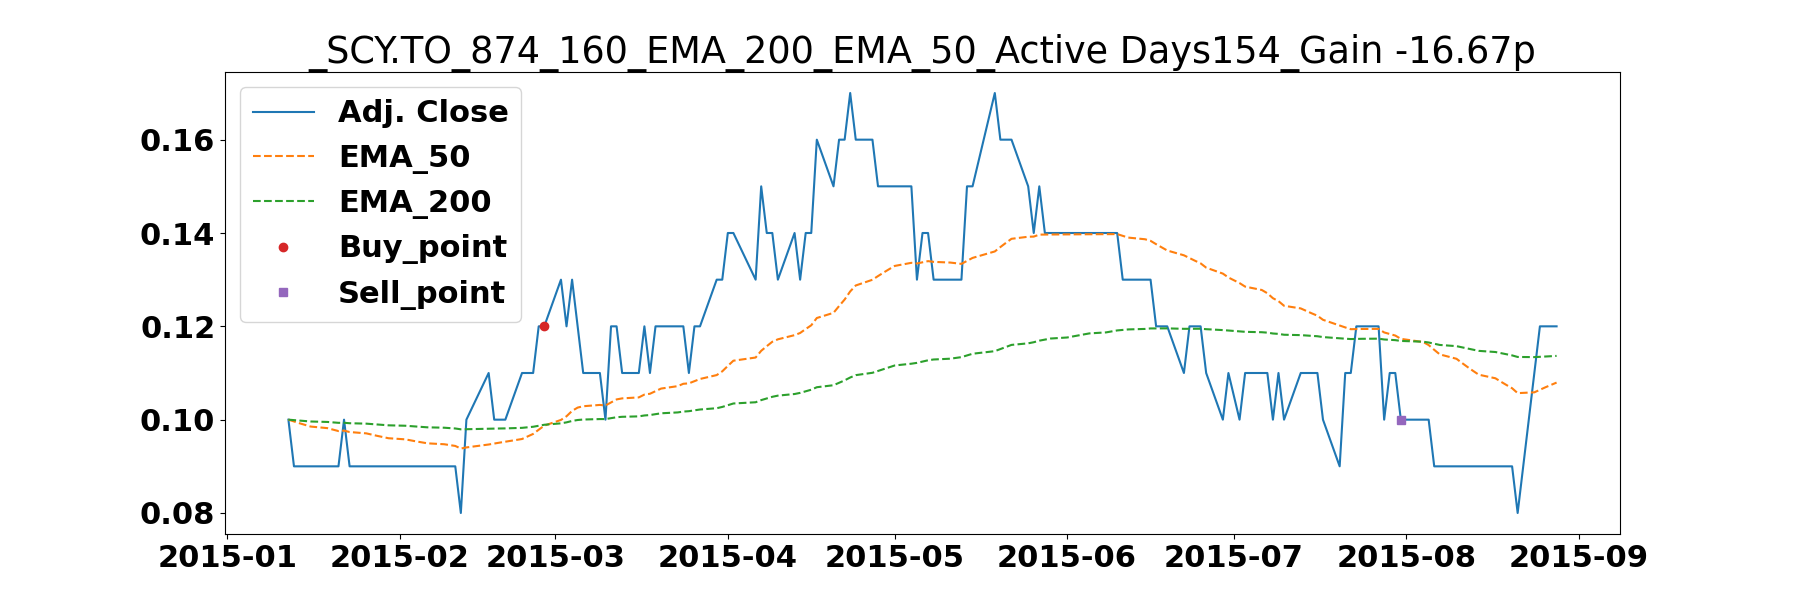 _SCY.TO_874_160_EMA_200_EMA_50_Active Days154_Gain -16.67p
Adj. Close
EMA_50
EMA_200
Buy_point
Sell_point
0.16
0.14
0.12
0.10
0.08
2015-01 2015-02 2015-03 2015-04 2015-05 2015-06 2015-07 2015-08 2015-09